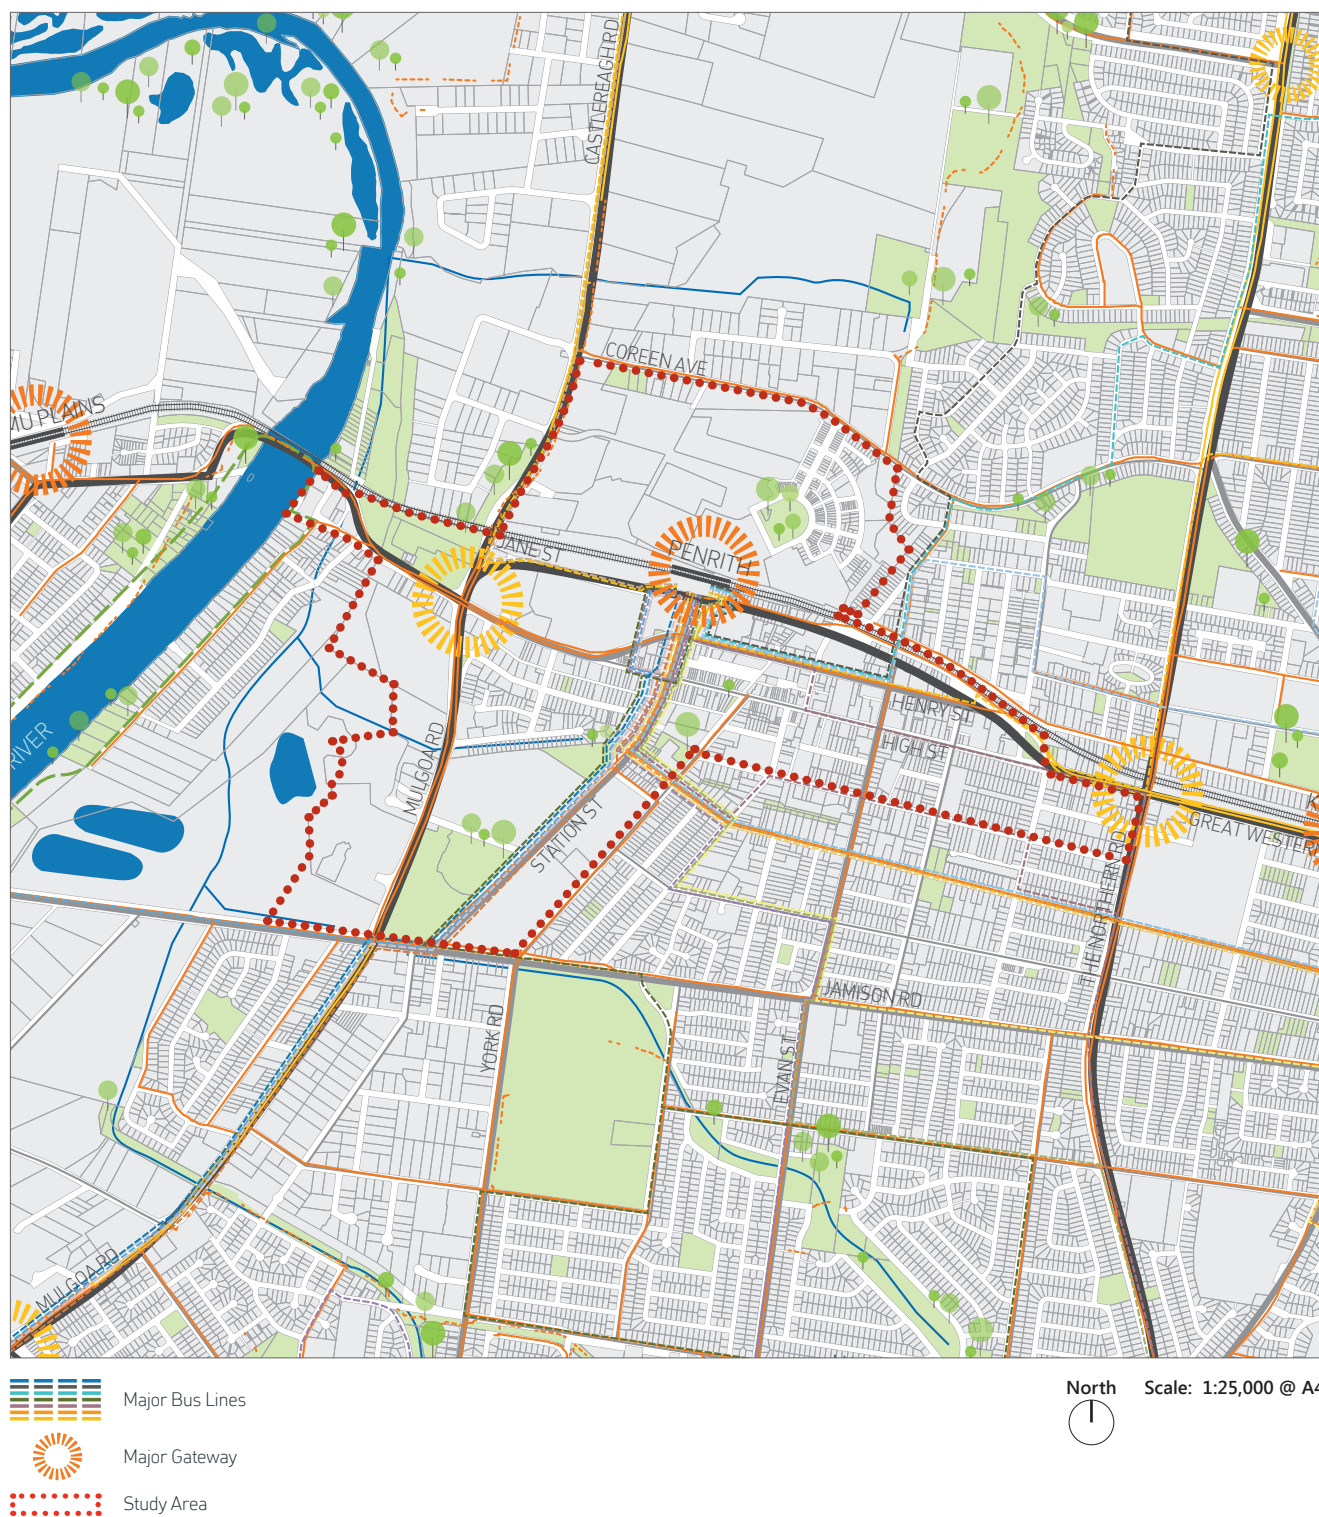 CASTLEREAGH RD
COREEN AVE
MU PLAINS
JANE ST
PENRITH
HENRY ST
HIGH ST
RIVER
MULGOA RD
STATION ST
GREAT WESTERN
THE NORTHERN RD
JAMISON RD
YORK RD
EVAN ST
MULGOA RD
Major Bus Lines
Major Gateway
Study Area
North
Scale: 1:25,000 @ A4